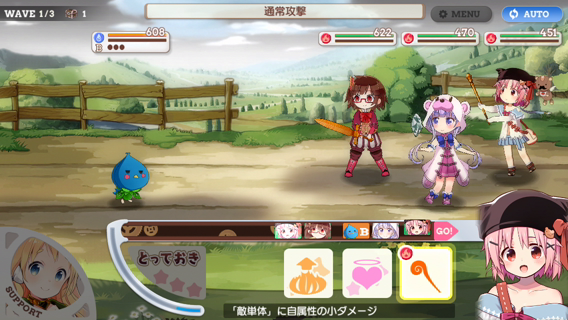 WAVE 1/3 1
通常攻撃
MENU
AUTO
608
B
622
470
451
B
GO!
とっておき
SUPPORT
「敵単体」に自属性の小ダメージ